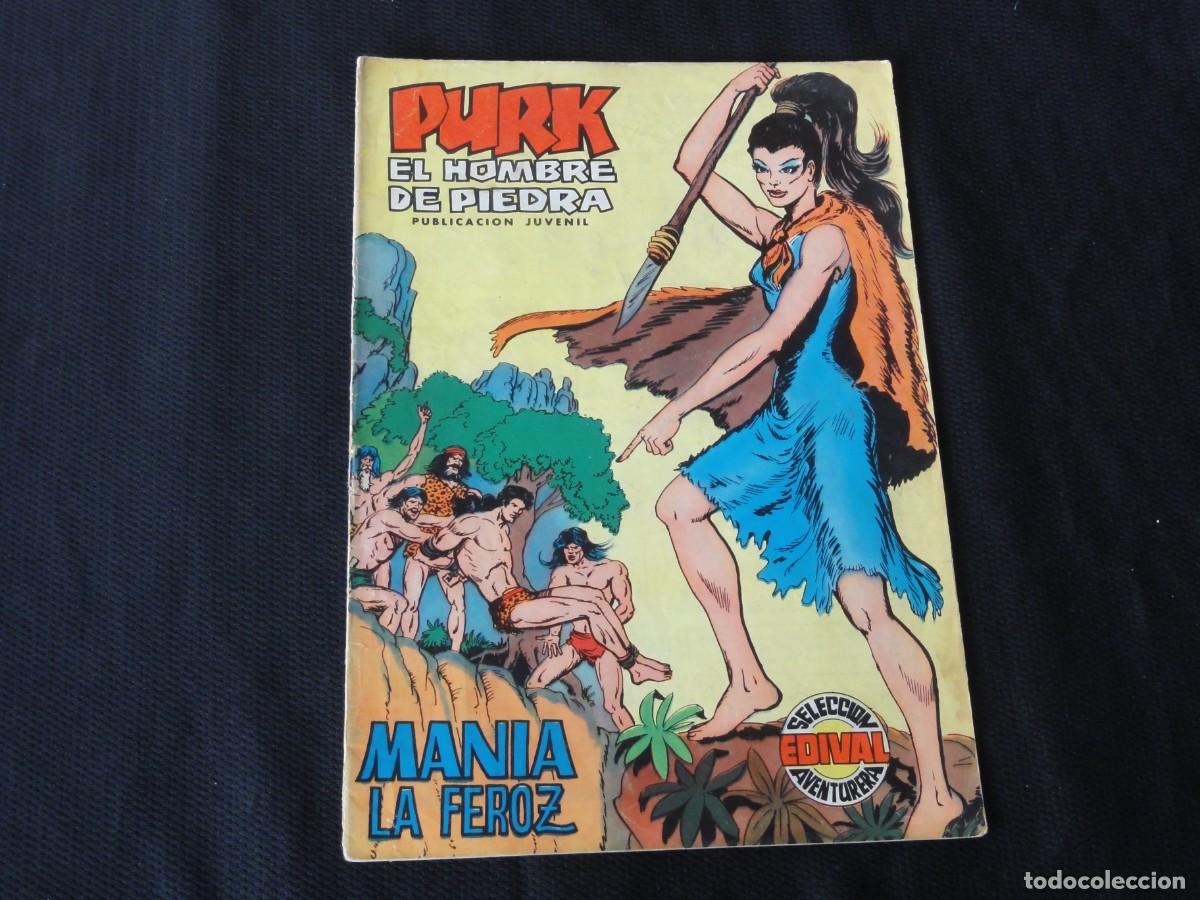 PURK
EL HOMBRE
DE PIEDRA
PUBLICACION JUVENIL
MANIA
LA FEROZ
SELECCION
EDIVAL
AVENTURERA
todocoleccion